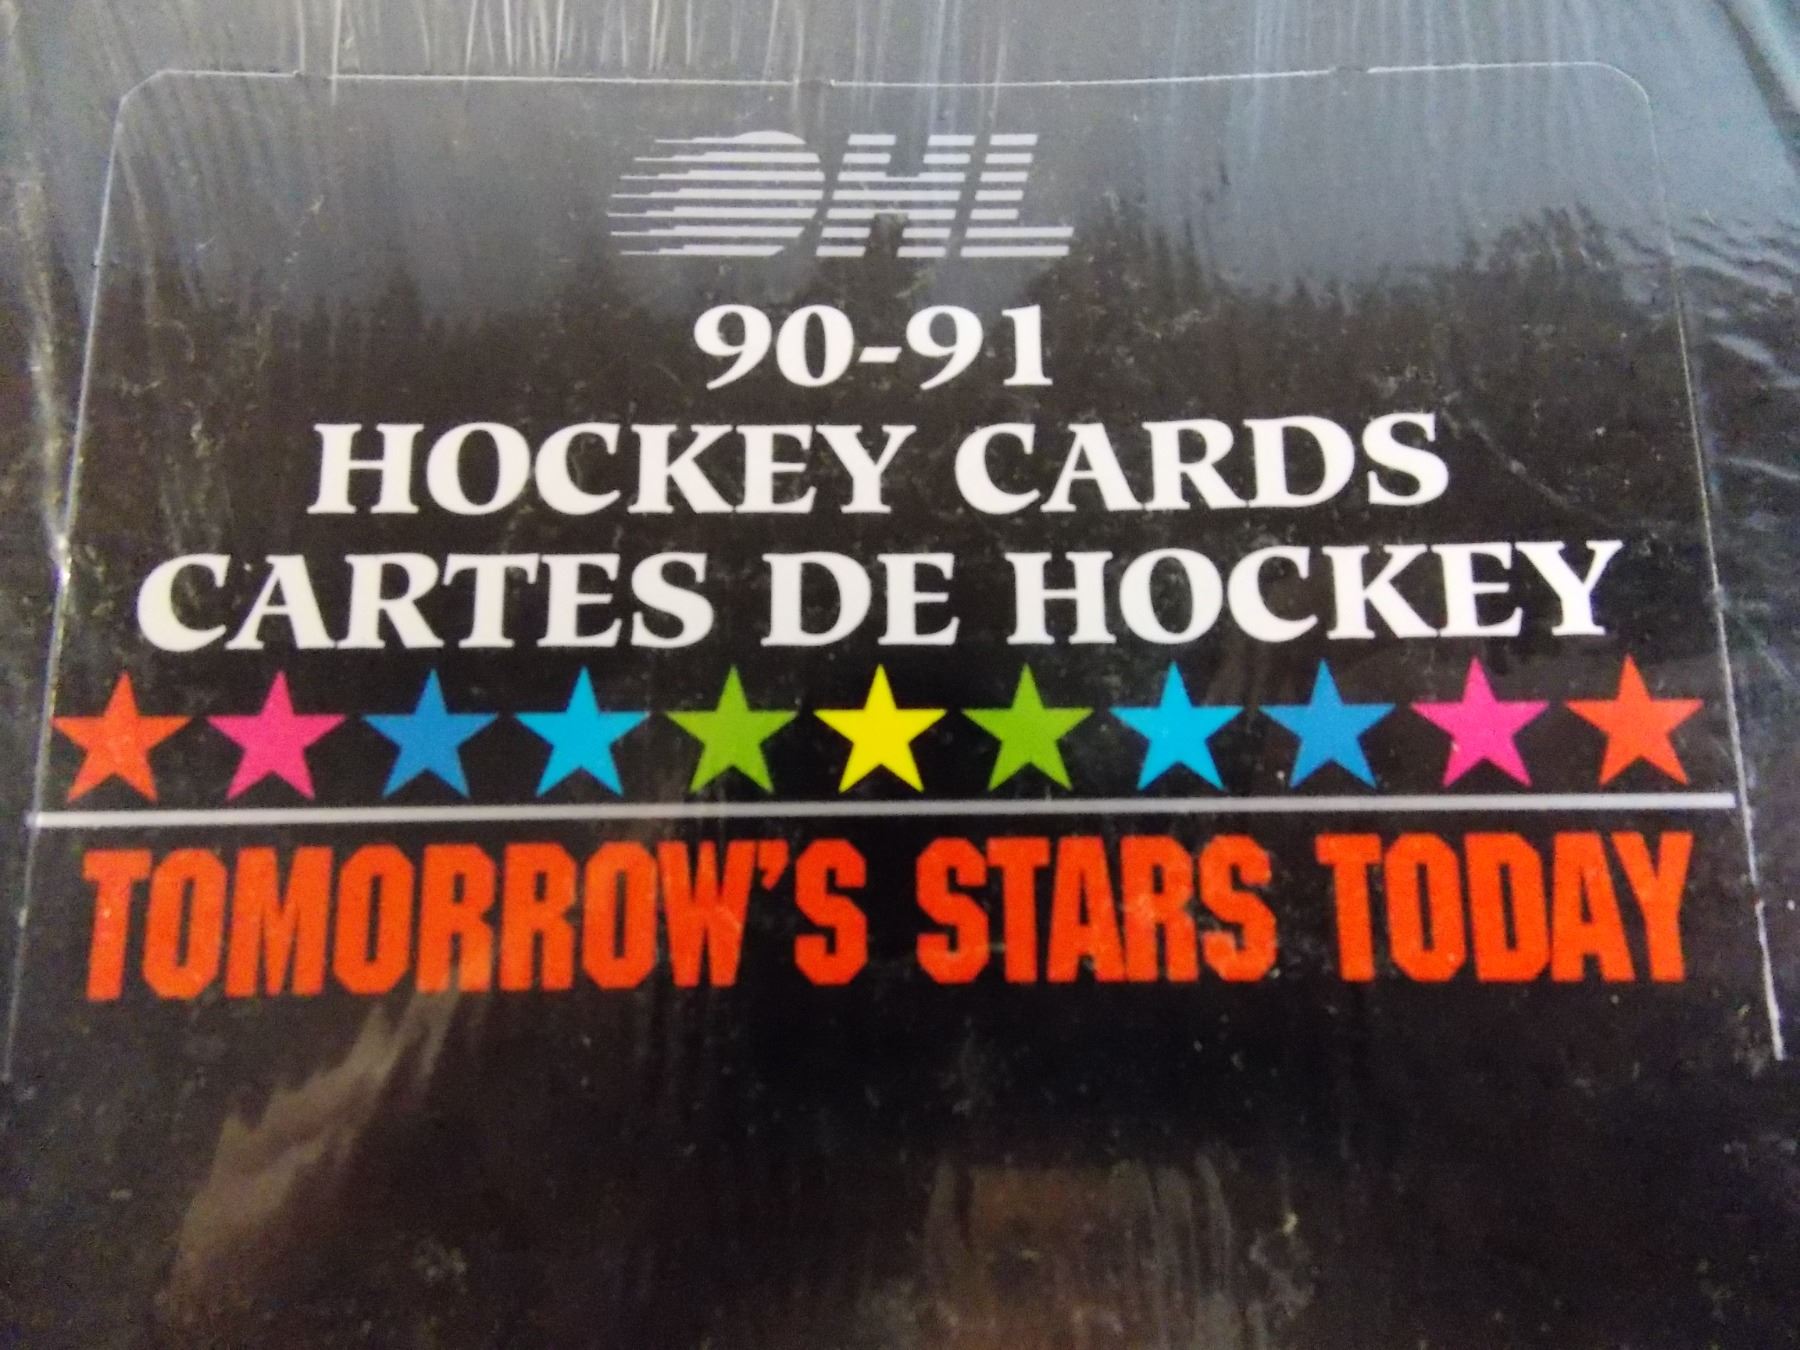 OHL
90-91
HOCKEY CARDS
CARTES DE HOCKEY
TOMORROW'S STARS TODAY